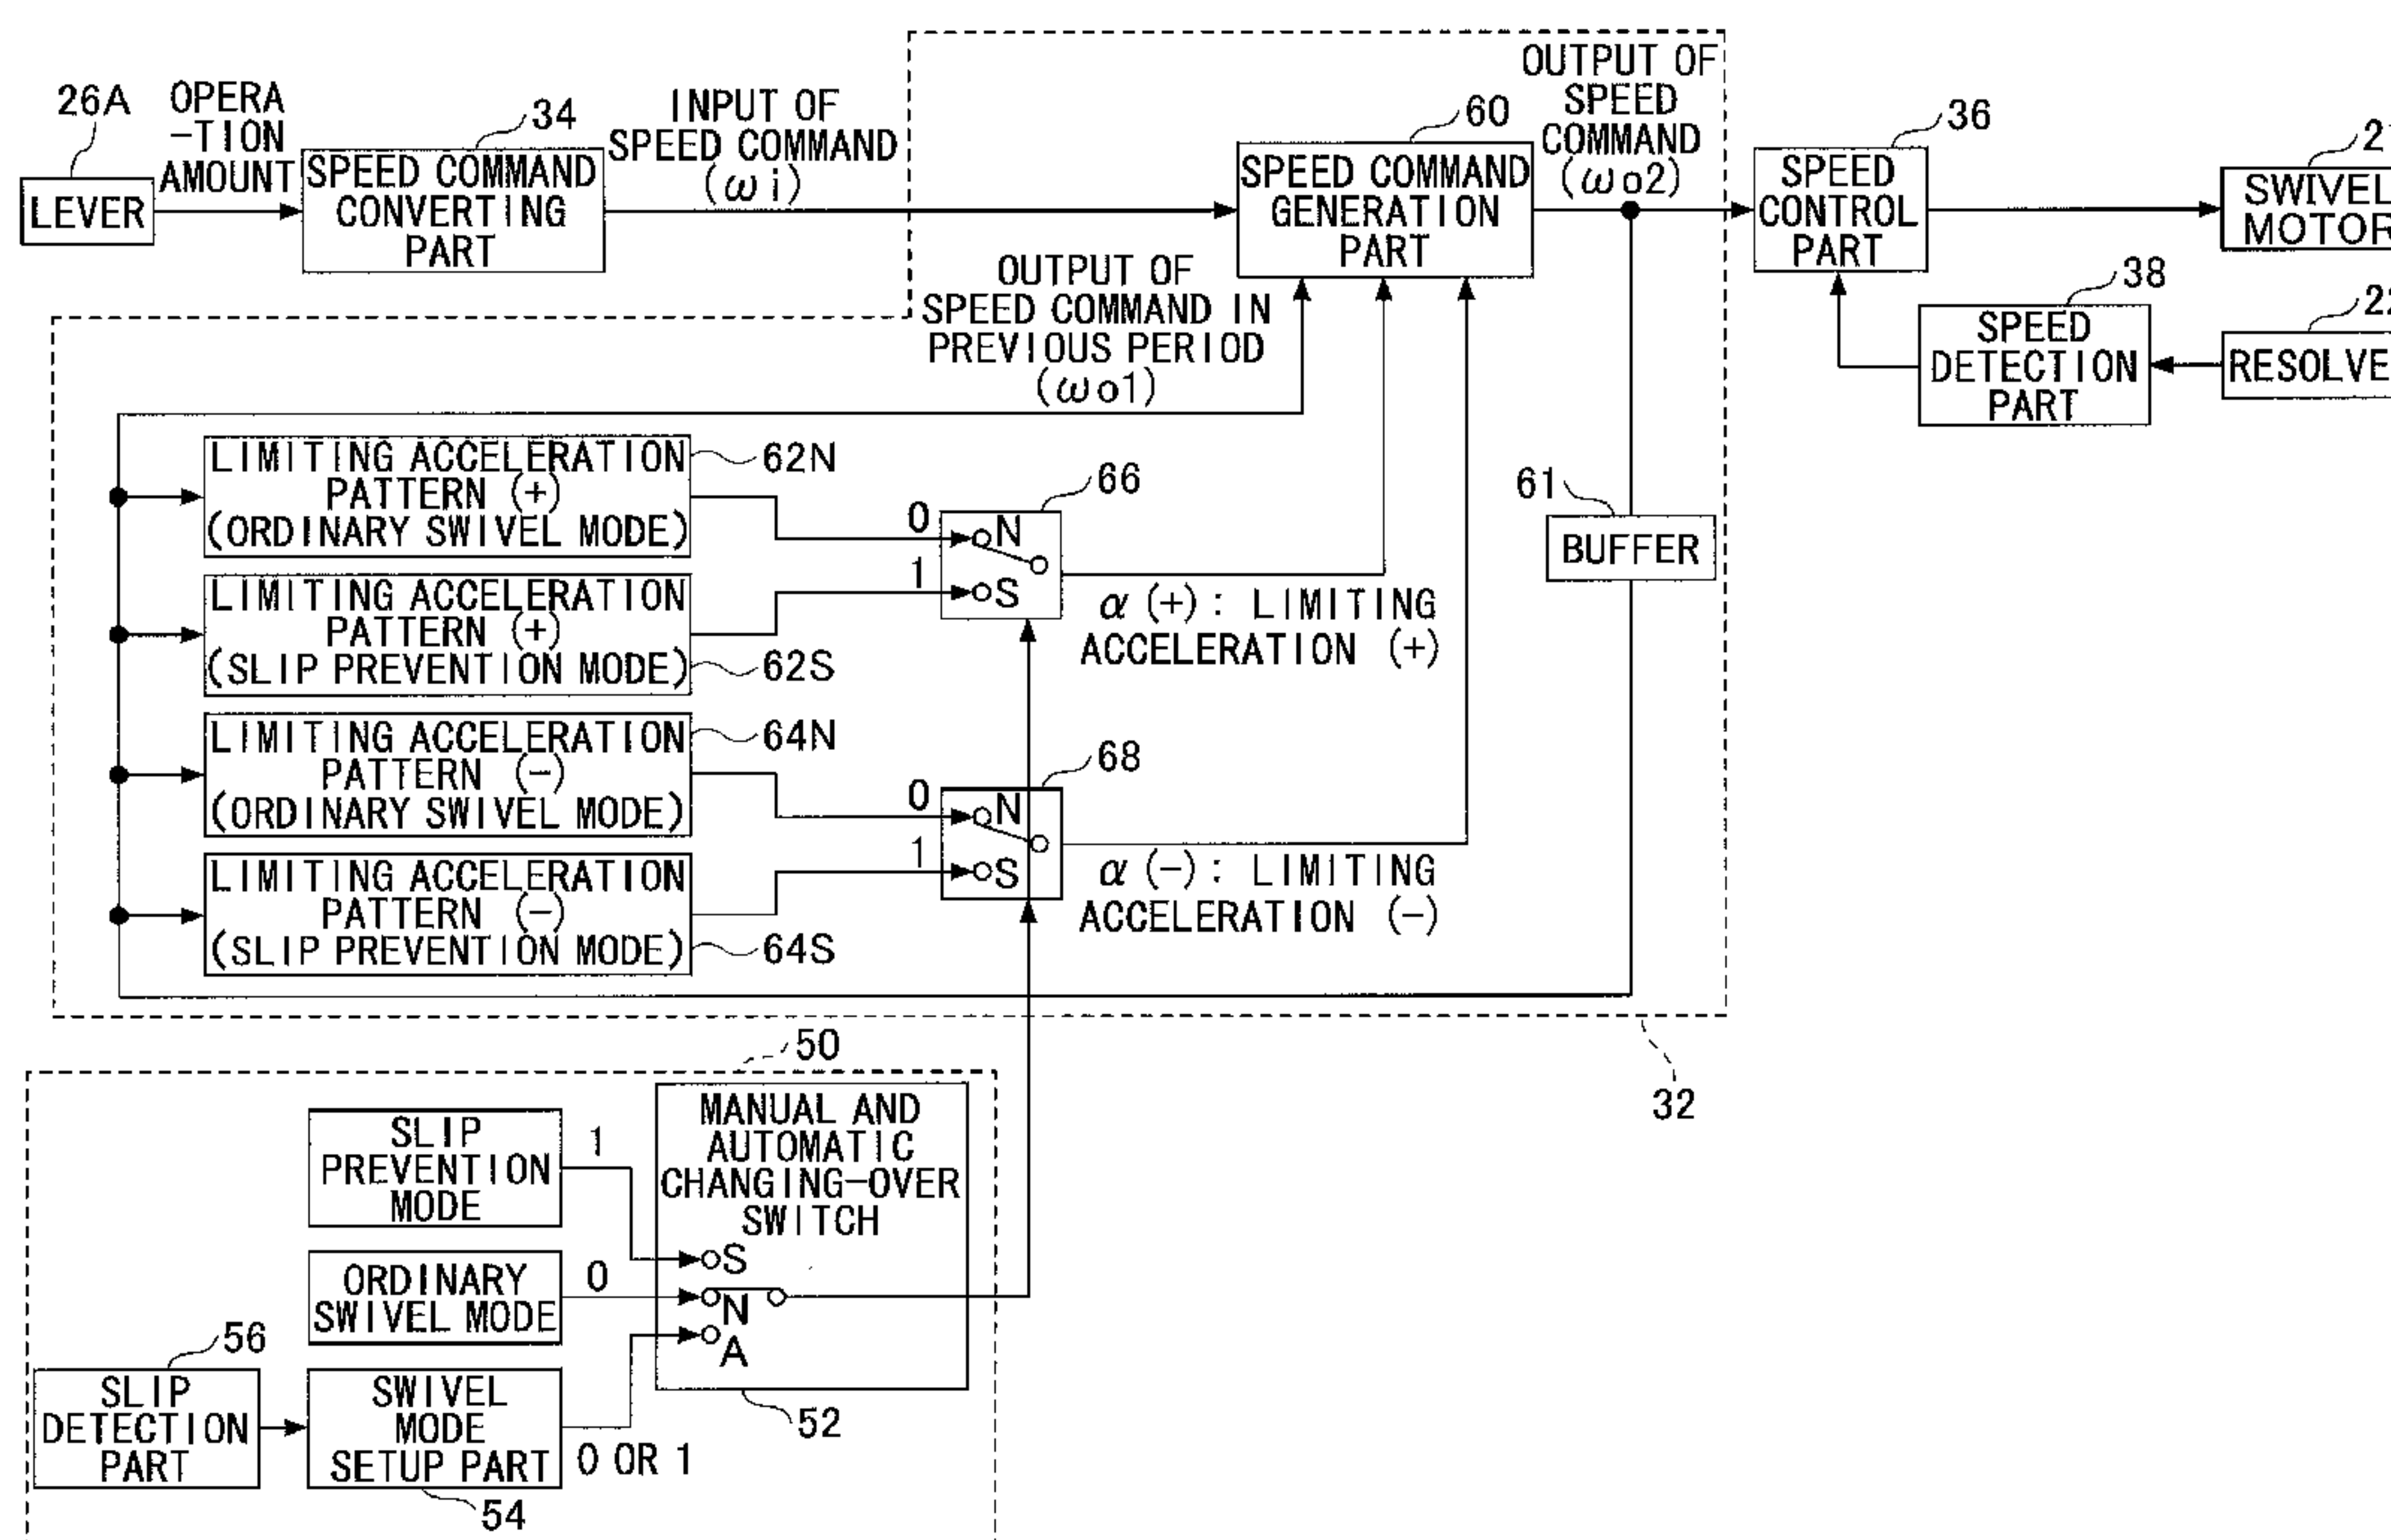 26A
OPERA
-TION
AMOUNT
LEVER
34
SPEED COMMAND
CONVERTING
PART
INPUT OF
SPEED COMMAND
(ωi)
60
SPEED COMMAND
GENERATION
PART
OUTPUT OF
SPEED
COMMAND
(ωo2)
36
SPEED
CONTROL
PART
2
SWIVEL
MOTOR
38
SPEED
DETECTION
PART
22
RESOLVE
OUTPUT OF
SPEED COMMAND IN
PREVIOUS PERIOD
(ωo1)
LIMITING ACCELERATION
PATTERN (+)
(ORDINARY SWIVEL MODE)
62N
LIMITING ACCELERATION
PATTERN (+)
(SLIP PREVENTION MODE)
62S
LIMITING ACCELERATION
PATTERN (−)
(ORDINARY SWIVEL MODE)
64N
LIMITING ACCELERATION
PATTERN (−)
(SLIP PREVENTION MODE)
64S
66
0
N
1
S
α(+): LIMITING
ACCELERATION (+)
61
BUFFER
68
0
N
1
S
α(−): LIMITING
ACCELERATION (−)
32
50
SLIP
PREVENTION
MODE
1
ORDINARY
SWIVEL MODE
0
MANUAL AND
AUTOMATIC
CHANGING-OVER
SWITCH
S
N
A
52
56
SLIP
DETECTION
PART
SWIVEL
MODE
SETUP PART
0 OR 1
54